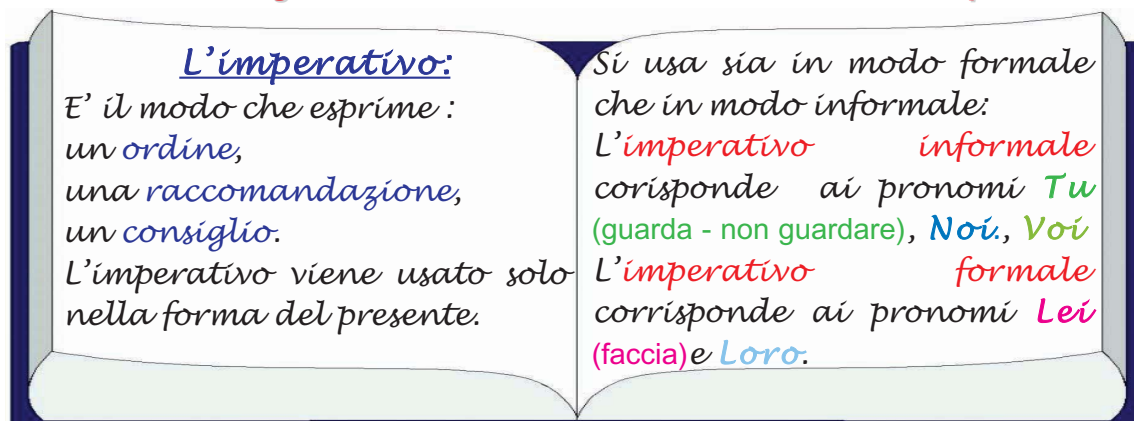 L'imperativo:
E' il modo che esprime :
un ordine,
una raccomandazione,
un consiglio.
L'imperativo viene usato solo
nella forma del presente.
Si usa sia in modo formale
che in modo informale:
L'imperativo informale
corisponde ai pronomi Tu
(guarda - non guardare), Noi., Voi
L'imperativo formale
corrisponde ai pronomi Lei
(faccia) e Loro.